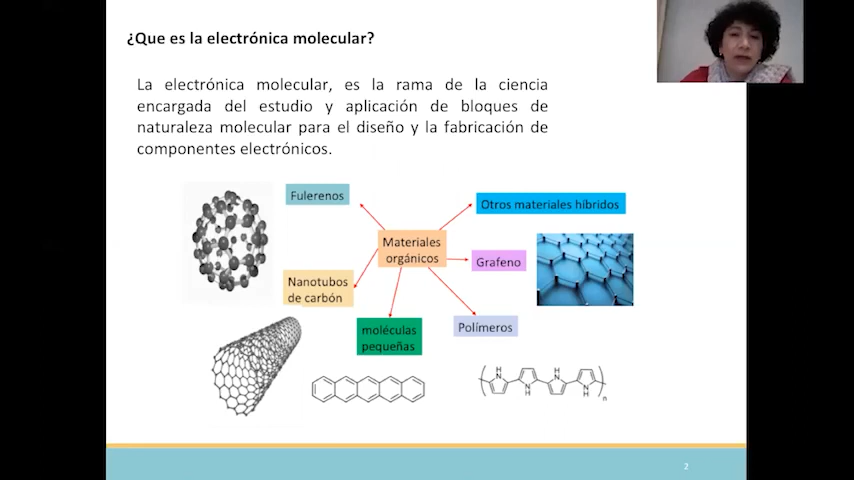 ¿Que es la electrónica molecular?
La electrónica molecular, es la rama de la ciencia
encargada del estudio y aplicación de bloques de
naturaleza molecular para el diseño y la fabricación de
componentes electrónicos.
Fulerenos
Otros materiales híbridos
Materiales
orgánicos
Grafeno
Nanotubos
de carbón
moléculas
pequeñas
Polímeros
H
N
H
N
N
H
N
H
n
2